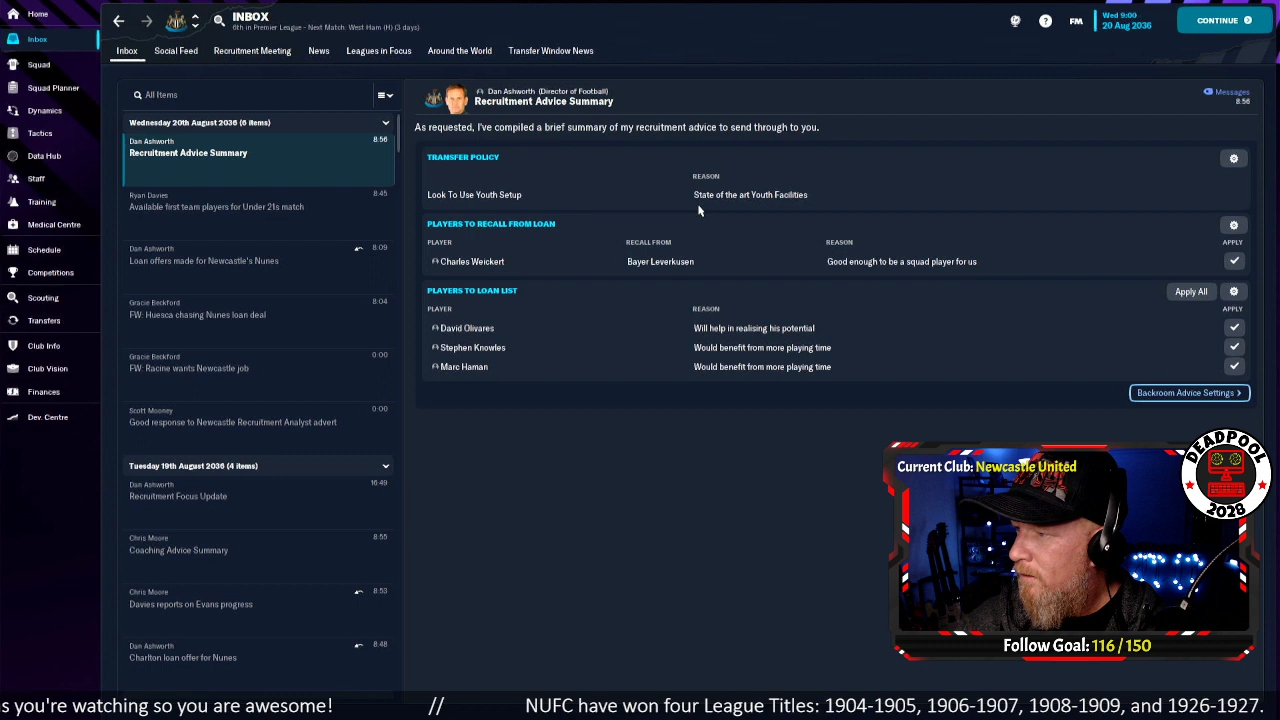 Home
Inbox
Squad
Squad Planner
Dynamics
Tactics
Data Hub
Staff
Training
Medical Centre
Schedule
Competitions
Scouting
Transfers
Club Info
Club Vision
Finances
Dev. Centre
INBOX
6th in Premier League - Next Match, West Ham (H) (3 days)
FM
Wed 9:00
20 Aug 2036
CONTINUE
Inbox
Social Feed
Recruitment Meeting
News
Leagues in Focus
Around the World
Transfer Window News
All Items
Wednesday 20th August 2036 (6 items)
Dan Ashworth 8:56
Recruitment Advice Summary
Ryan Davies 8:45
Available first team players for Under 21s match
Dan Ashworth 8:09
Loan offers made for Newcastle's Nunes
Gracie Beckford 8:04
FW: Huesca chasing Nunes loan deal
Gracie Beckford 0:00
FW: Racine wants Newcastle job
Scott Mooney 0:00
Good response to Newcastle Recruitment Analyst advert
Tuesday 19th August 2036 (4 items)
Dan Ashworth 16:49
Recruitment Focus Update
Chris Moore 8:55
Coaching Advice Summary
Chris Moore 8:53
Davies reports on Evans progress
Dan Ashworth 8:48
Charlton loan offer for Nunes
Dan Ashworth (Director of Football)
Recruitment Advice Summary
Messages
8:56
As requested, I've compiled a brief summary of my recruitment advice to send through to you.
TRANSFER POLICY
REASON
Look To Use Youth Setup State of the art Youth Facilities
PLAYERS TO RECALL FROM LOAN
PLAYER RECALL FROM REASON APPLY
Charles Weickert Bayer Leverkusen Good enough to be a squad player for us
PLAYERS TO LOAN LIST Apply All
PLAYER REASON APPLY
David Olivares Will help in realising his potential
Stephen Knowles Would benefit from more playing time
Marc Haman Would benefit from more playing time
Backroom Advice Settings
Current Club: Newcastle United
DEADPOOL
2028
Follow Goal: 116 / 150
s you're watching so you are awesome! // NUFC have won four League Titles: 1904-1905, 1906-1907, 1908-1909, and 1926-1927.